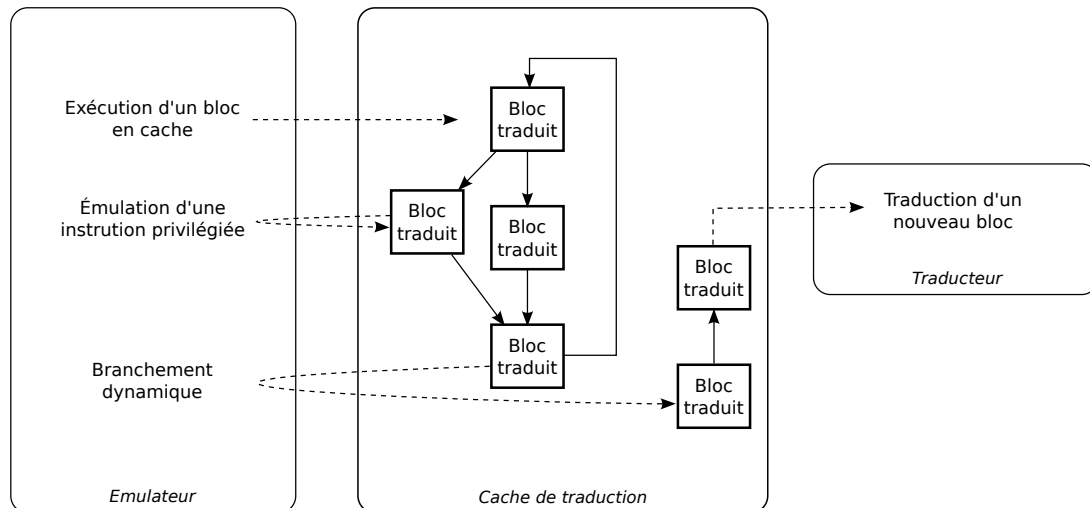 Exécution d'un bloc
en cache
Émulation d'une
instrution privilégiée
Branchement
dynamique
Emulateur
Bloc
traduit
Bloc
traduit
Bloc
traduit
Bloc
traduit
Bloc
traduit
Bloc
traduit
Cache de traduction
Traduction d'un
nouveau bloc
Traducteur